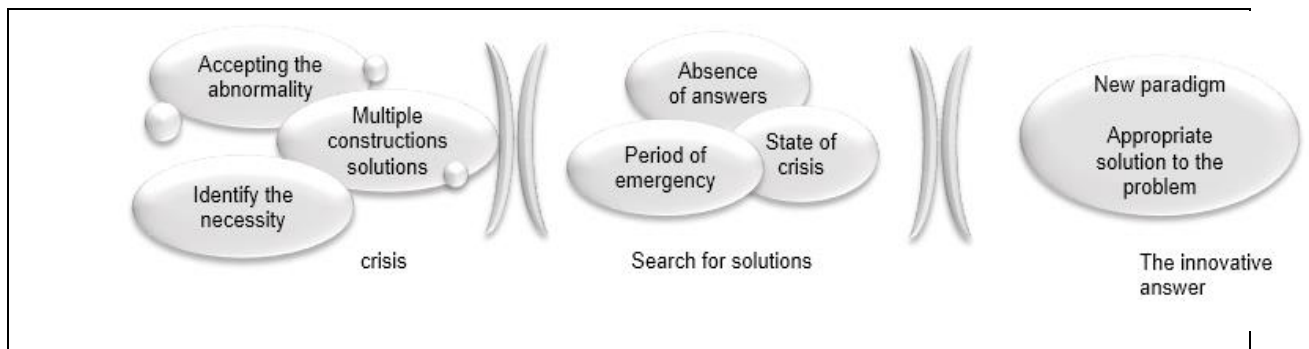 Accepting the
abnormality
Multiple
constructions
solutions
Identify the
necessity
crisis
Absence
of answers
State of
crisis
Period of
emergency
Search for solutions
New paradigm
Appropriate
solution to the
problem
The innovative
answer